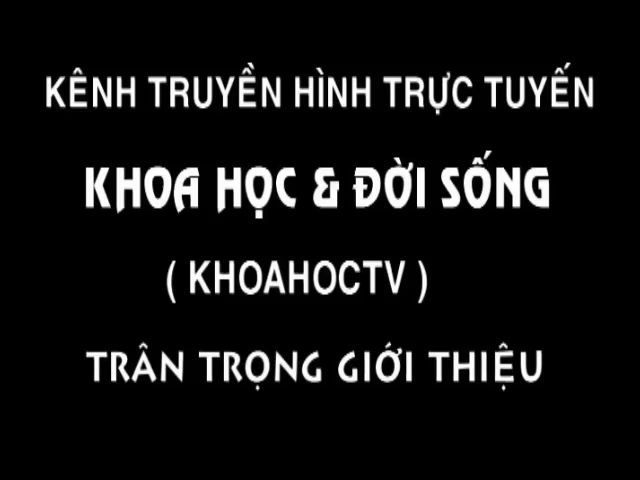 KÊNH TRUYỀN HÌNH TRỰC TUYẾN
KHOA HỌC & ĐỜI SỐNG
( KHOAHOCTV )
TRÂN TRỌNG GIỚI THIỆU